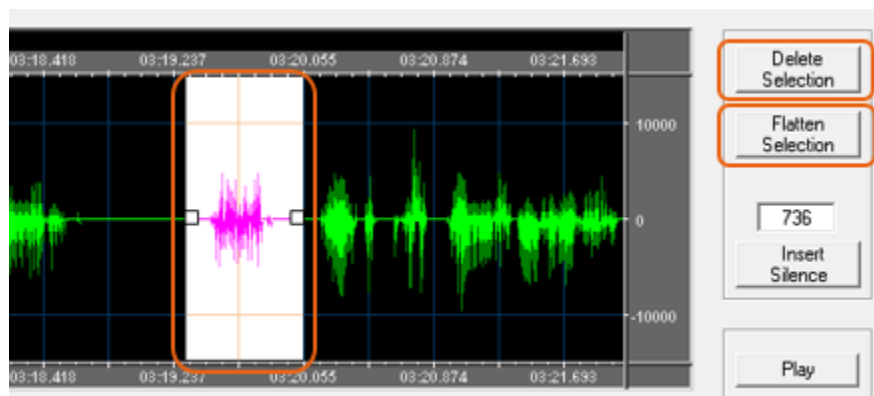 03:18.418 03:19.237 03:20.055 03:20.874 03:21.693
10000
0
-10000
03:18.418 03:19.237 03:20.055 03:20.874 03:21.693
Delete
Selection
Flatten
Selection
736
Insert
Silence
Play